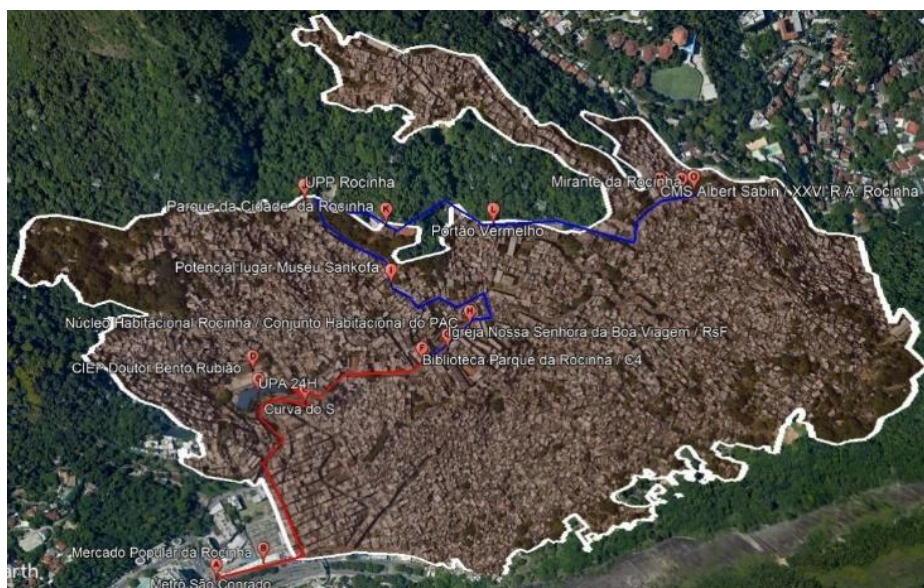 UPP Rocinha
Mirante da Rocinha
CMS Albert Sabin / XXVII R.A. Rocinha
Parque da Cidade da Rocinha
K
L
Portão Vermelho
Potencial lugar Museu Sankofa
Núcleo Habitacional Rocinha / Conjunto Habitacional do PAC
H
Igreja Nossa Senhora da Boa Viagem / RsF
F
Biblioteca Parque da Rocinha / C4
D
CIEP Doutor Bento Rubião
UPA 24H
Curva do S
Mercado Popular da Rocinha
B
A
Metrô São Conrado
arth